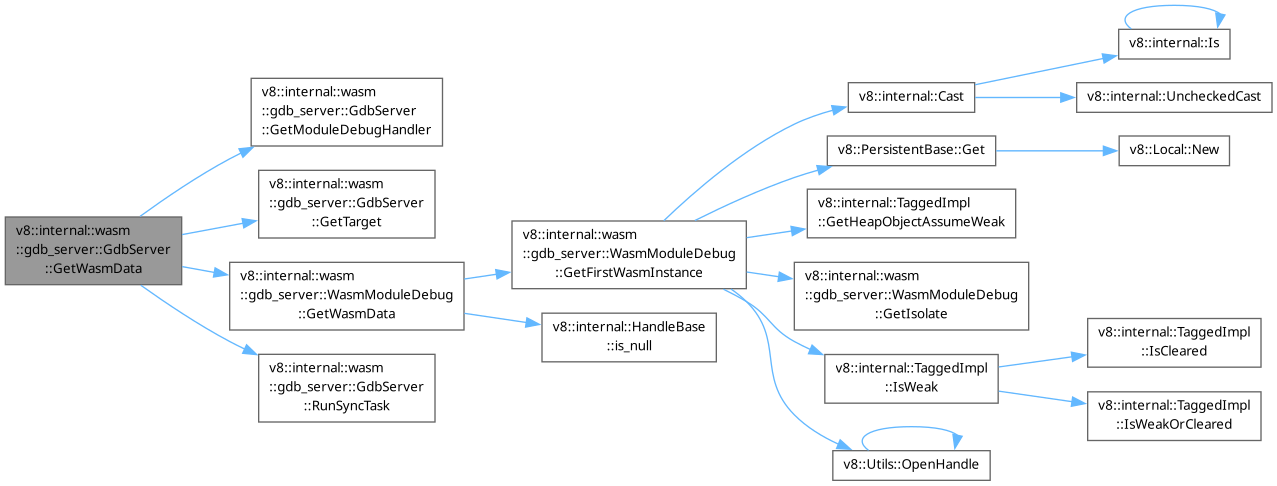 v8::internal::wasm
::gdb_server::GdbServer
::GetWasmData
v8::internal::wasm
::gdb_server::GdbServer
::GetModuleDebugHandler
v8::internal::wasm
::gdb_server::GdbServer
::GetTarget
v8::internal::wasm
::gdb_server::WasmModuleDebug
::GetWasmData
v8::internal::wasm
::gdb_server::GdbServer
::RunSyncTask
v8::internal::wasm
::gdb_server::WasmModuleDebug
::GetFirstWasmInstance
v8::internal::HandleBase
::is_null
v8::internal::Cast
v8::PersistentBase::Get
v8::internal::TaggedImpl
::GetHeapObjectAssumeWeak
v8::internal::wasm
::gdb_server::WasmModuleDebug
::GetIsolate
v8::internal::TaggedImpl
::IsWeak
v8::Utils::OpenHandle
v8::internal::Is
v8::internal::UncheckedCast
v8::Local::New
v8::internal::TaggedImpl
::IsCleared
v8::internal::TaggedImpl
::IsWeakOrCleared